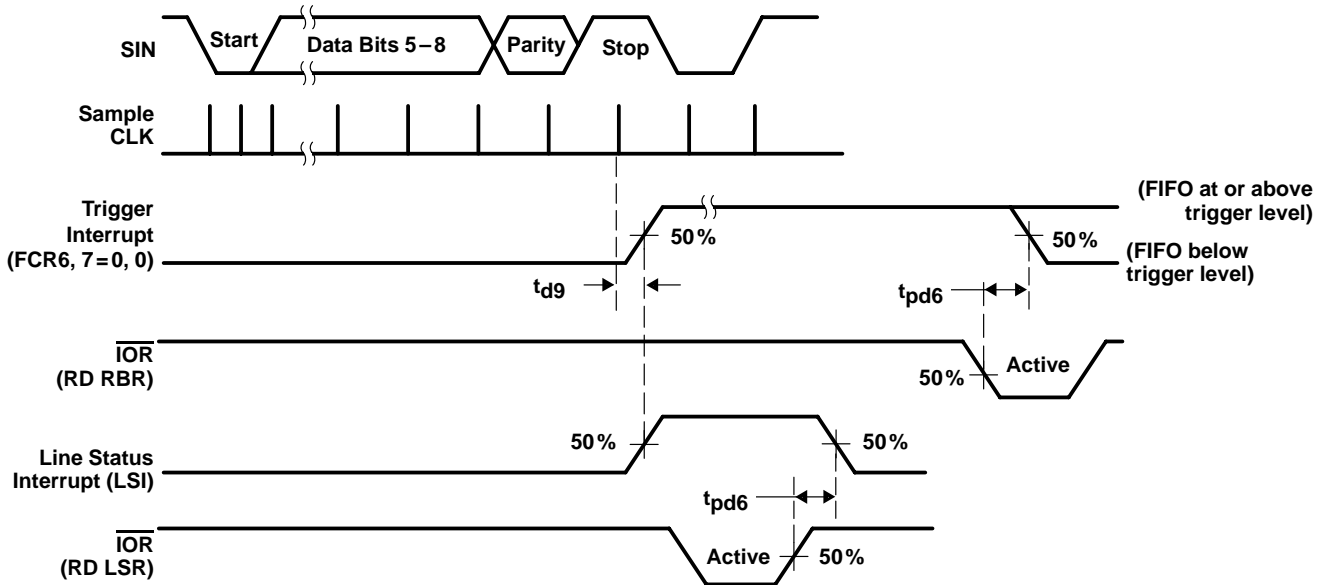 SIN
Start
Data Bits 5–8
Parity
Stop
Sample
CLK
Trigger
Interrupt
(FCR6, 7=0, 0)
50%
50%
(FIFO at or above
trigger level)
(FIFO below
trigger level)
td9
tpd6
IOR
(RD RBR)
50%
Active
Line Status
Interrupt (LSI)
50%
50%
tpd6
IOR
(RD LSR)
Active
50%